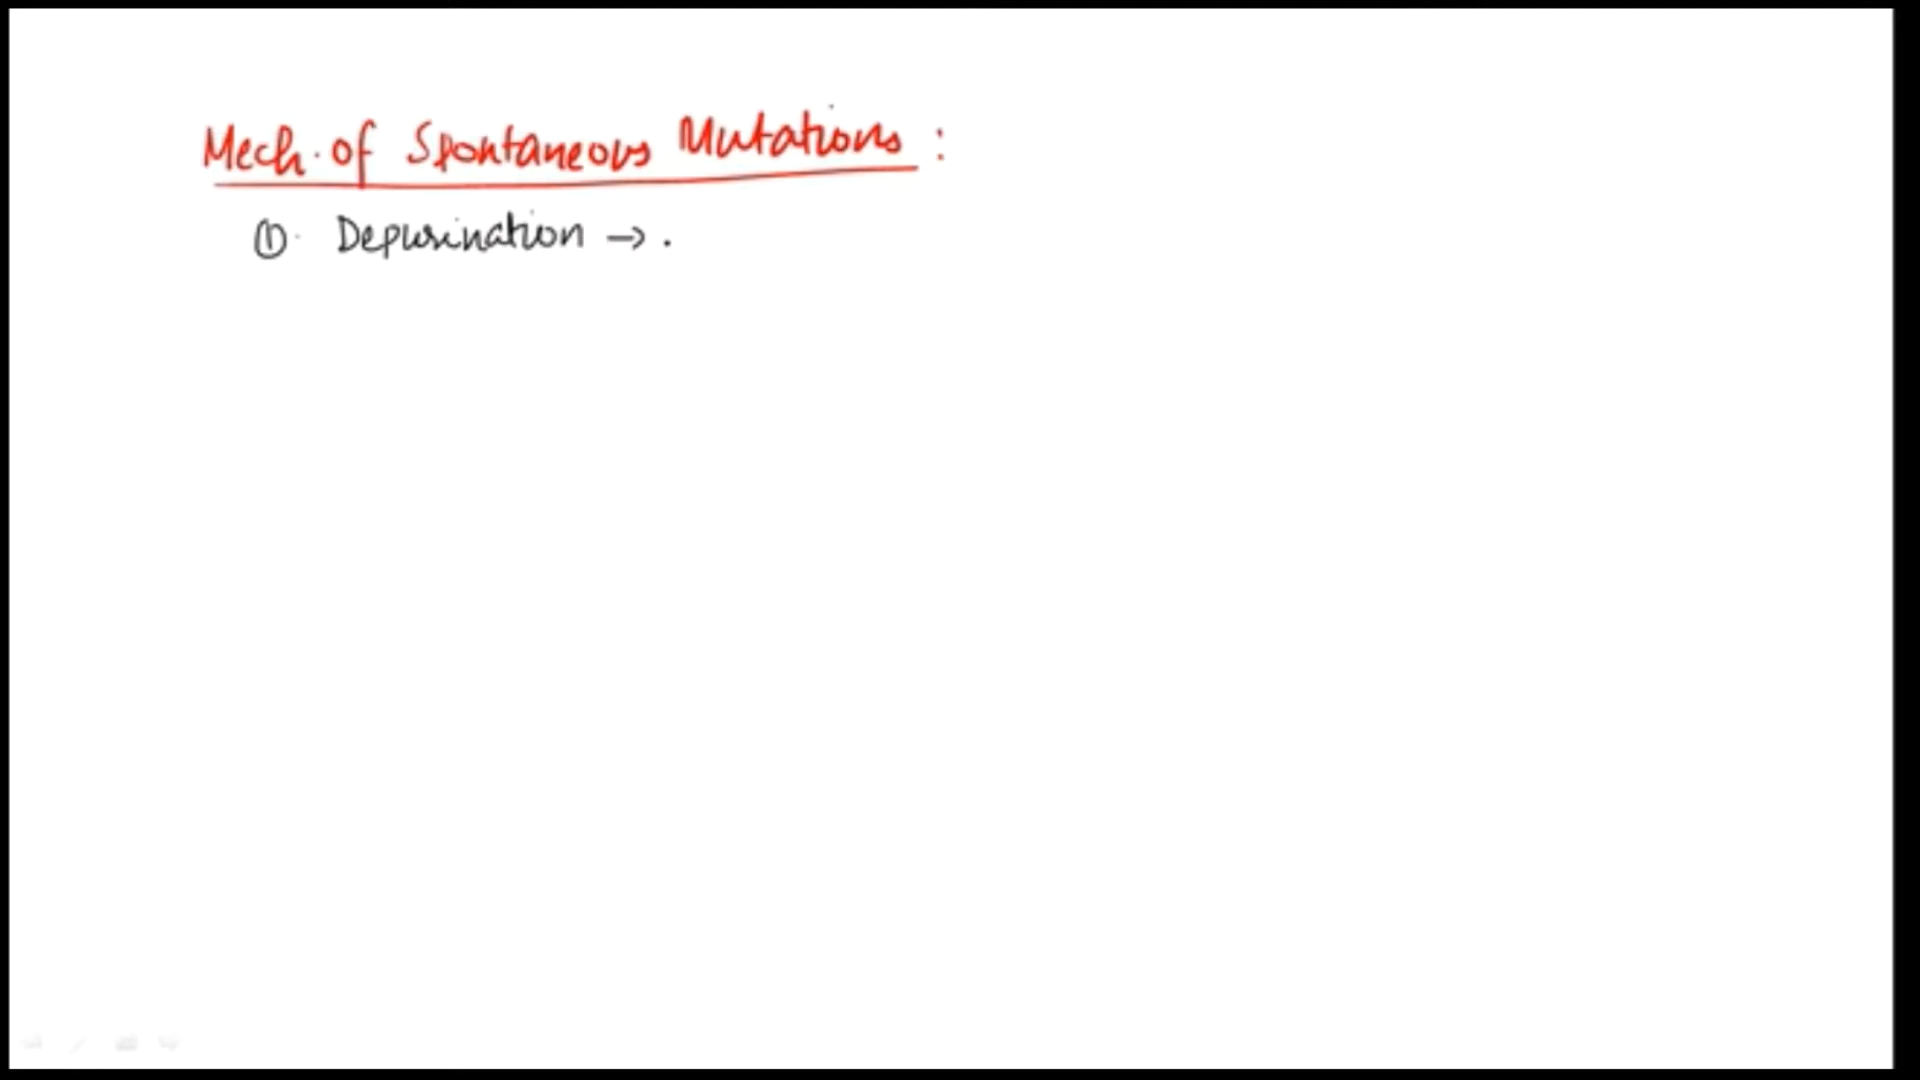 Mech. of Spontaneous Mutations :
① Depurination → .